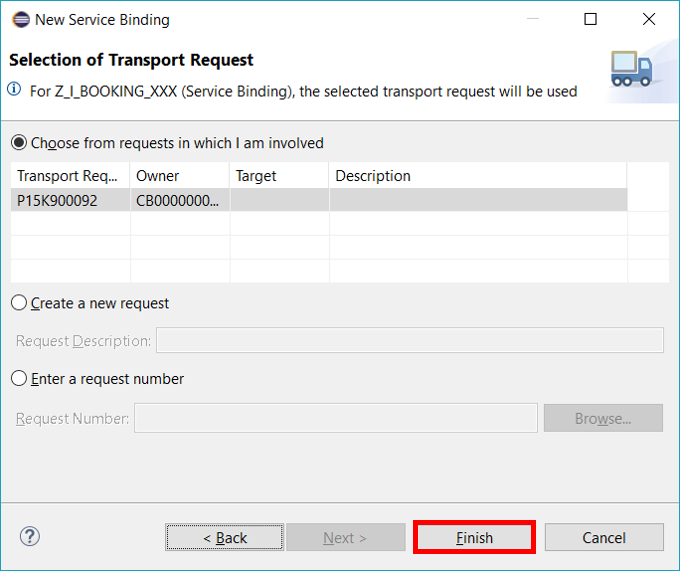 New Service Binding
Selection of Transport Request
For Z_I_BOOKING_XXX (Service Binding), the selected transport request will be used
Choose from requests in which I am involved
Transport Req... Owner Target Description
P15K900092 CB0000000...
Create a new request
Request Description:
Enter a request number
Request Number: Browse...
? < Back Next > Finish Cancel